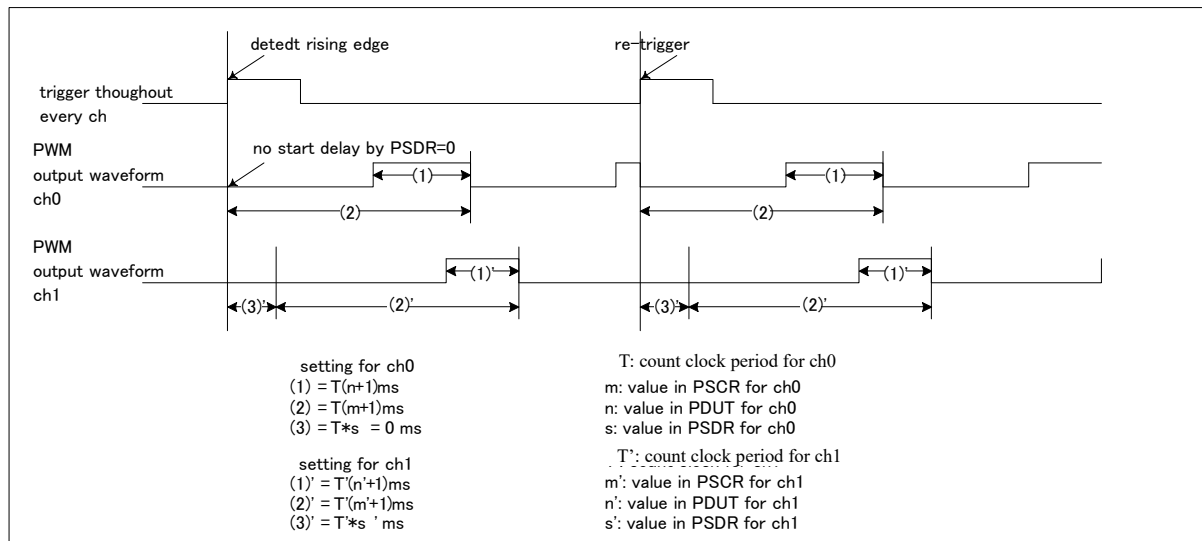 detedt rising edge
re-trigger
trigger thoughout
every ch
PWM
output waveform
ch0
no start delay by PSDR=0
(1)
(1)
(2)
(2)
PWM
output waveform
ch1
(1)'
(1)'
(3)'
(2)'
(3)'
(2)'
setting for ch0
(1) = T(n+1)ms
(2) = T(m+1)ms
(3) = T*s = 0 ms
T: count clock period for ch0
m: value in PSCR for ch0
n: value in PDUT for ch0
s: value in PSDR for ch0
setting for ch1
(1)' = T'(n'+1)ms
(2)' = T'(m'+1)ms
(3)' = T'*s ' ms
T’: count clock period for ch1
m': value in PSCR for ch1
n': value in PDUT for ch1
s': value in PSDR for ch1